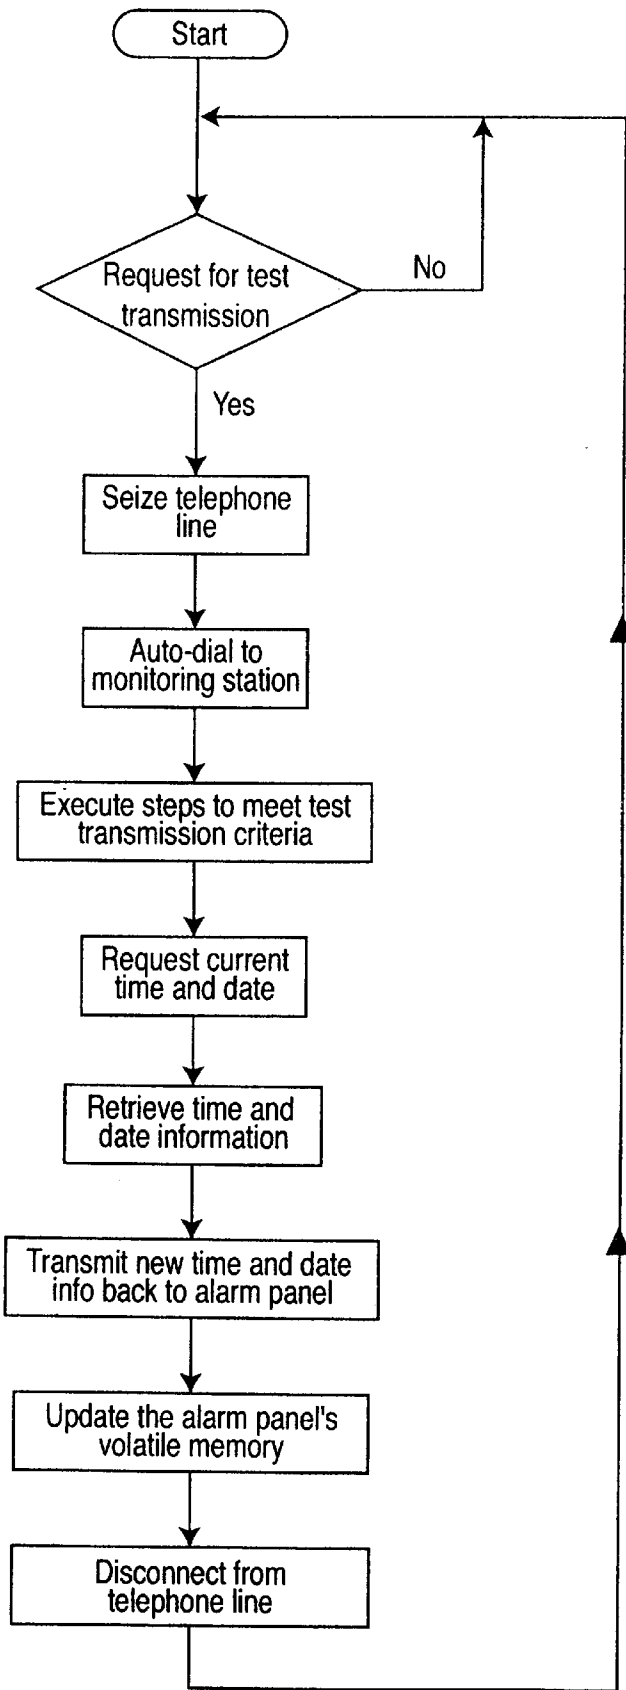 Start
Request for test
transmission
No
Yes
Seize telephone
line
Auto-dial to
monitoring station
Execute steps to meet test
transmission criteria
Request current
time and date
Retrieve time and
date information
Transmit new time and date
info back to alarm panel
Update the alarm panel's
volatile memory
Disconnect from
telephone line